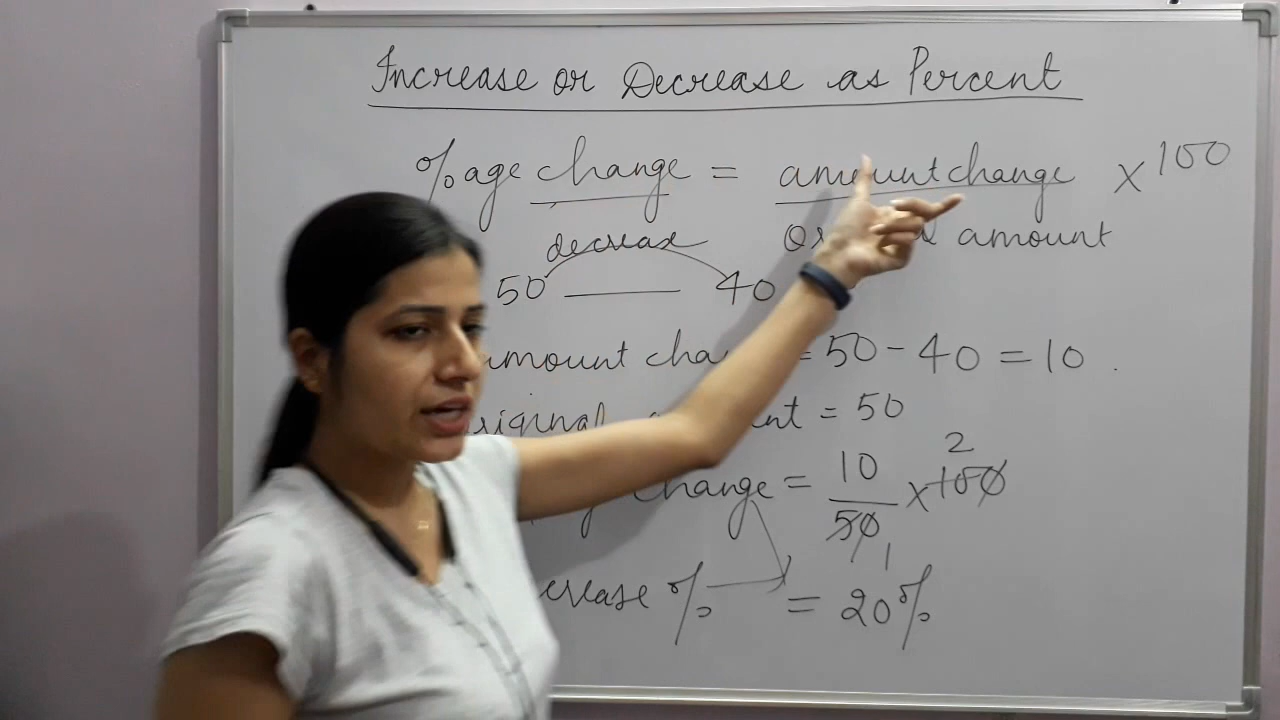 Increase or Decrease as Percent
%age change = amount change × 100
amount
decrease
50 — 40
= 50 - 40 = 10
= 50
change = 10/50 × 100 2 1
% = 20%